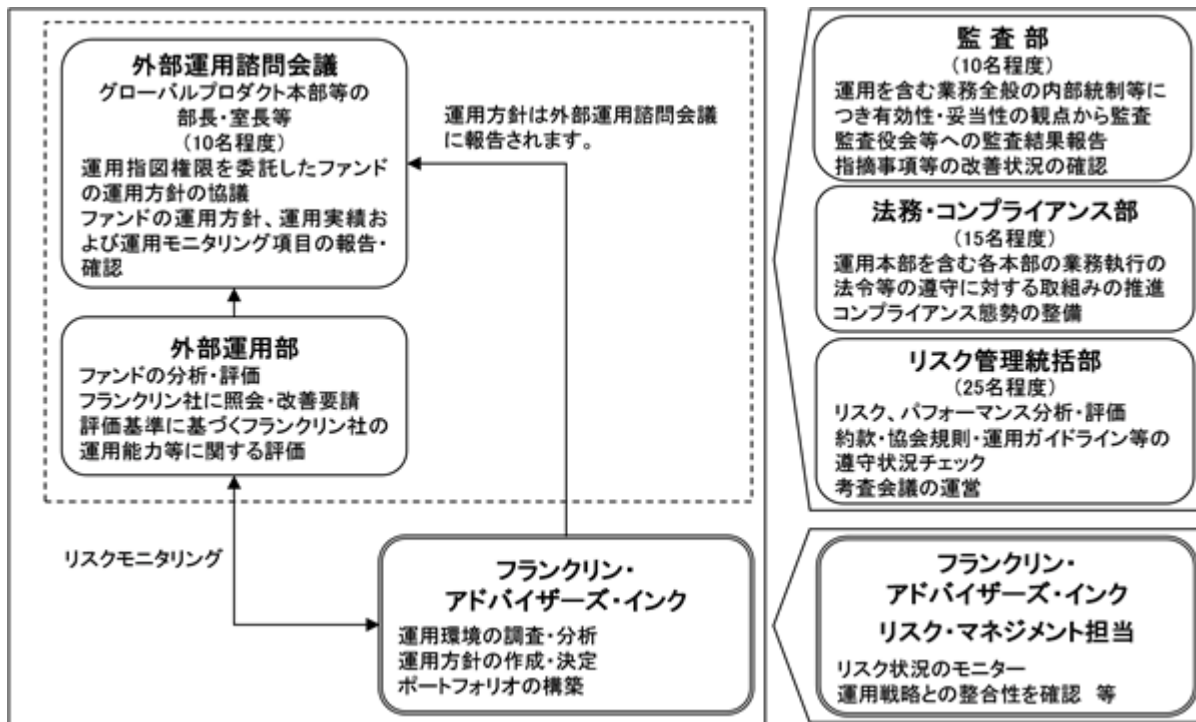 外部運用諮問会議
グローバルプロダクト本部等の
部長・室長等
(10名程度)
運用指図権限を委託したファンド
の運用方針の協議
ファンドの運用方針、運用実績お
よび運用モニタリング項目の報告・
確認
運用方針は外部運用諮問会議
に報告されます。
外部運用部
ファンドの分析・評価
フランクリン社に照会・改善要請
評価基準に基づくフランクリン社の
運用能力等に関する評価
リスクモニタリング
フランクリン・
アドバイザーズ・インク
運用環境の調査・分析
運用方針の作成・決定
ポートフォリオの構築
監 査 部
(10名程度)
運用を含む業務全般の内部統制等に
つき有効性・妥当性の観点から監査
監査役会等への監査結果報告
指摘事項等の改善状況の確認
法務・コンプライアンス部
(15名程度)
運用本部を含む各本部の業務執行の
法令等の遵守に対する取組みの推進
コンプライアンス態勢の整備
リスク管理統括部
(25名程度)
リスク、パフォーマンス分析・評価
約款・協会規則・運用ガイドライン等の
遵守状況チェック
考査会議の運営
フランクリン・
アドバイザーズ・インク
リスク・マネジメント担当
リスク状況のモニター
運用戦略との整合性を確認 等